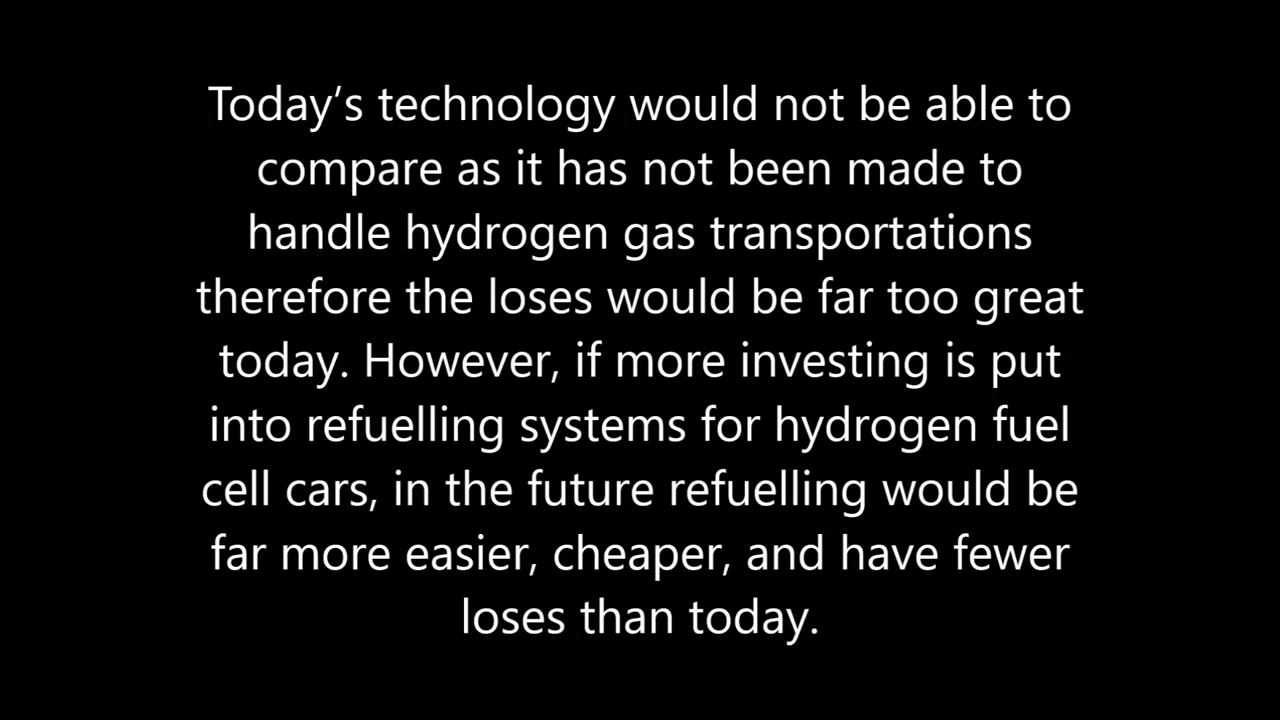 Today’s technology would not be able to
compare as it has not been made to
handle hydrogen gas transportations
therefore the loses would be far too great
today. However, if more investing is put
into refuelling systems for hydrogen fuel
cell cars, in the future refuelling would be
far more easier, cheaper, and have fewer
loses than today.